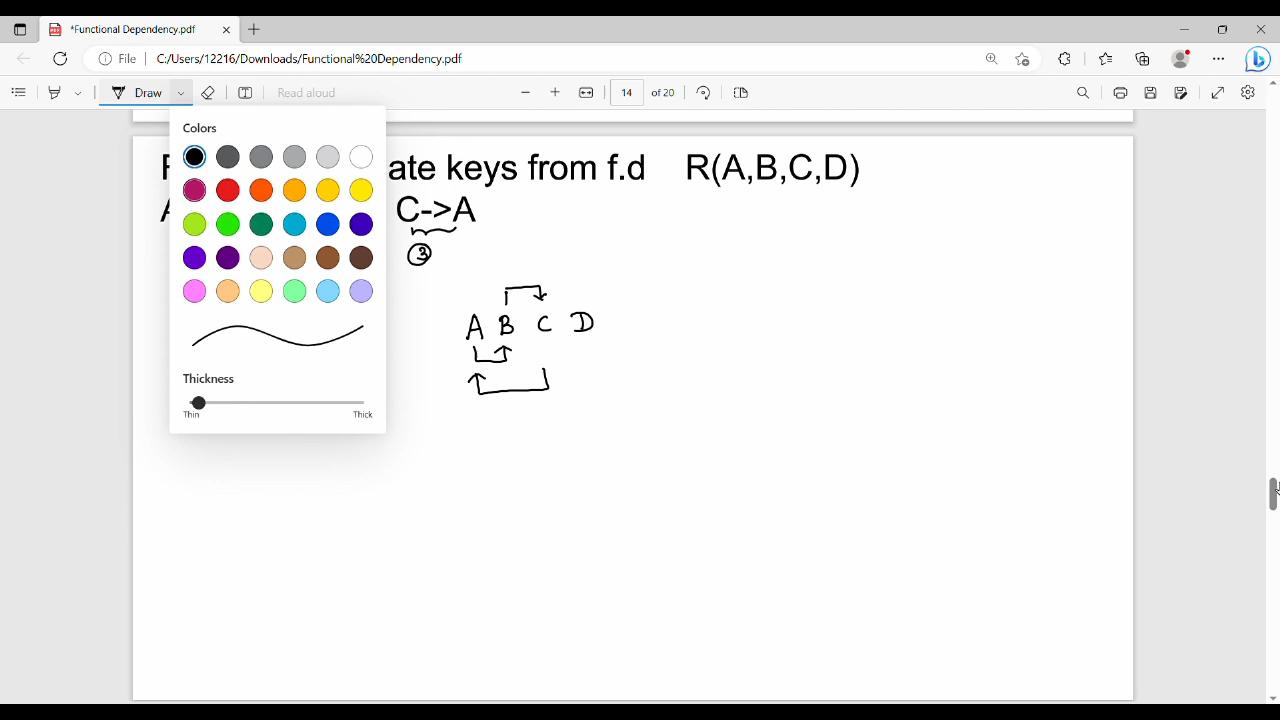 *Functional Dependency.pdf
File C:/Users/12216/Downloads/Functional%20Dependency.pdf
Draw Read aloud 14 of 20
Colors
ate keys from f.d R(A,B,C,D)
C->A
3
A B C D
Thickness
Thin Thick